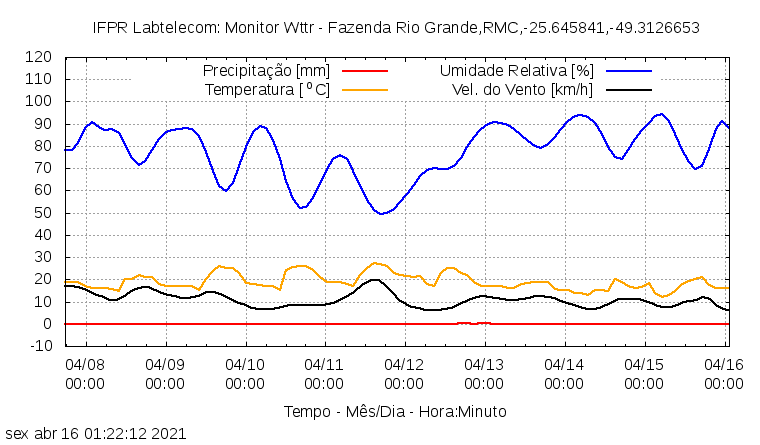 IFPR Labtelecom: Monitor Wttr - Fazenda Rio Grande,RMC,-25.645841,-49.3126653
120
110
100
90
80
70
60
50
40
30
20
10
0
-10
Precipitação [mm]
Temperatura [⁰C]
Umidade Relativa [%]
Vel. do Vento [km/h]
04/08 04/09 04/10 04/11 04/12 04/13 04/14 04/15 04/16
00:00 00:00 00:00 00:00 00:00 00:00 00:00 00:00 00:00
Tempo - Mês/Dia - Hora:Minuto
sex abr 16 01:22:12 2021